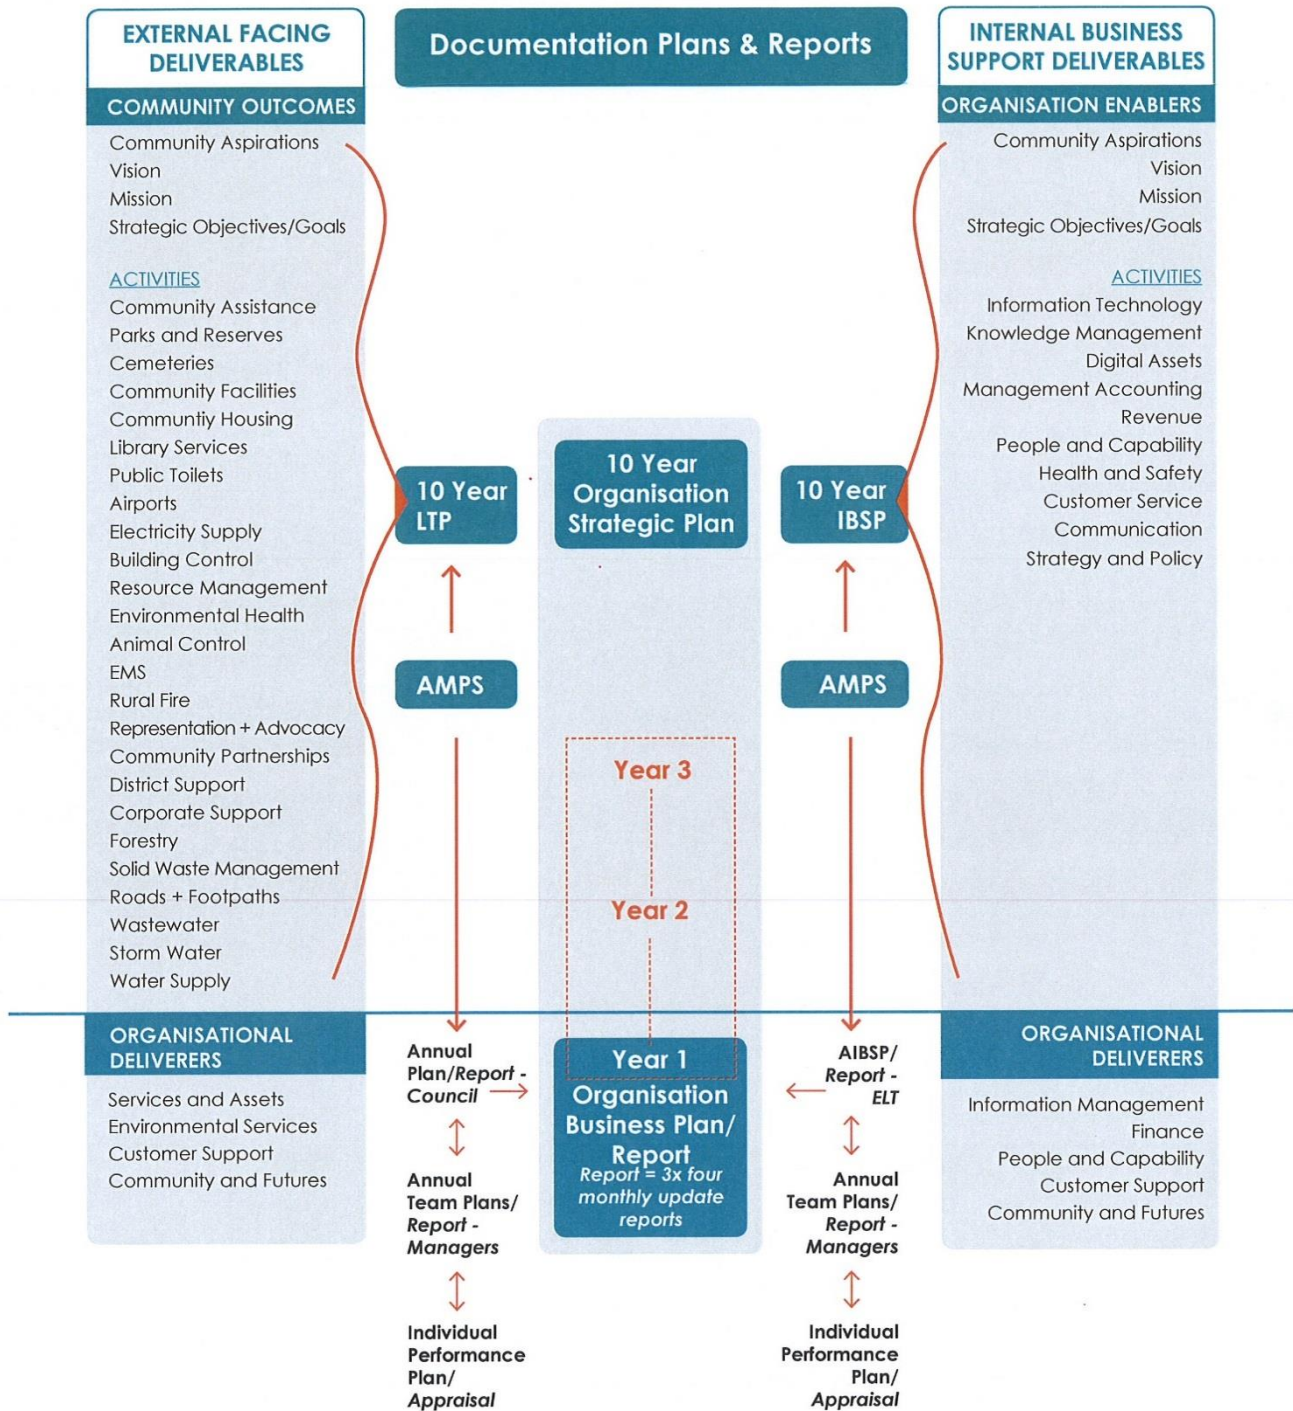 EXTERNAL FACING
DELIVERABLES
COMMUNITY OUTCOMES
Community Aspirations
Vision
Mission
Strategic Objectives/Goals
ACTIVITIES
Community Assistance
Parks and Reserves
Cemeteries
Community Facilities
Communtiy Housing
Library Services
Public Toilets
Airports
Electricity Supply
Building Control
Resource Management
Environmental Health
Animal Control
EMS
Rural Fire
Representation + Advocacy
Community Partnerships
District Support
Corporate Support
Forestry
Solid Waste Management
Roads + Footpaths
Wastewater
Storm Water
Water Supply
ORGANISATIONAL
DELIVERERS
Services and Assets
Environmental Services
Customer Support
Community and Futures
Documentation Plans & Reports
10 Year
LTP
AMPS
Annual
Plan/Report -
Council
Annual
Team Plans/
Report -
Managers
Individual
Performance
Plan/
Appraisal
10 Year
Organisation
Strategic Plan
Year 3
Year 2
Year 1
Organisation
Business Plan/
Report
Report = 3x four
monthly update
reports
10 Year
IBSP
AMPS
AIBSP/
Report -
ELT
Annual
Team Plans/
Report -
Managers
Individual
Performance
Plan/
Appraisal
INTERNAL BUSINESS
SUPPORT DELIVERABLES
ORGANISATION ENABLERS
Community Aspirations
Vision
Mission
Strategic Objectives/Goals
ACTIVITIES
Information Technology
Knowledge Management
Digital Assets
Management Accounting
Revenue
People and Capability
Health and Safety
Customer Service
Communication
Strategy and Policy
ORGANISATIONAL
DELIVERERS
Information Management
Finance
People and Capability
Customer Support
Community and Futures